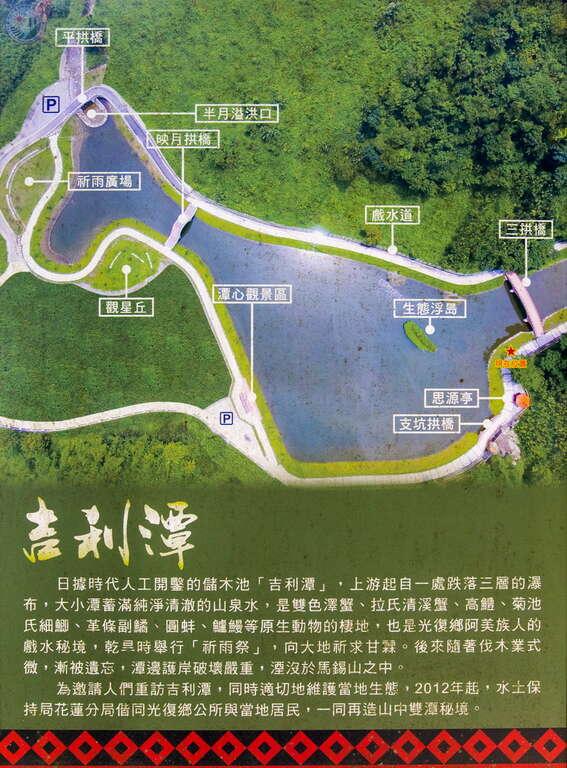 平拱橋
P
半月溢洪口
映月拱橋
祈雨廣場
戲水道
三拱橋
潭心觀景區
觀星丘
生態浮島
現在位置
思源亭
P
支坑拱橋
吉利潭
日據時代人工開鑿的儲木池「吉利潭」，上游起自一處跌落三層的瀑
布，大小潭蓄滿純淨清澈的山泉水，是雙色澤蟹、拉氏清溪蟹、高鱧、菊池
氏細鯽、革條副鱊、圓蚌、鱸鰻等原生動物的棲地，也是光復鄉阿美族人的
戲水秘境，乾旱時舉行「祈雨祭」，向大地祈求甘霖。後來隨著伐木業式
微，漸被遺忘，潭邊護岸破壞嚴重，湮沒於馬錫山之中。
為邀請人們重訪吉利潭，同時適切地維護當地生態，2012年起，水土保
持局花蓮分局偕同光復鄉公所與當地居民，一同再造山中雙潭秘境。